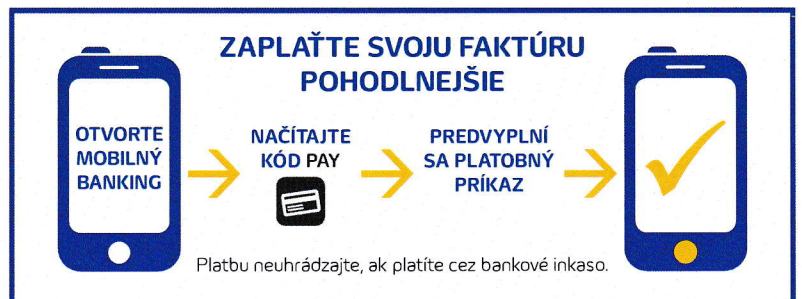 ZAPLAŤTE SVOJU FAKTÚRU
POHODLNEJŠIE
OTVORTE
MOBILNÝ
BANKING
NAČÍTAJTE
KÓD PAY
PREDVYPLNÍ
SA PLATOBNÝ
PRÍKAZ
Platbu neuhrádzajte, ak platíte cez bankové inkaso.